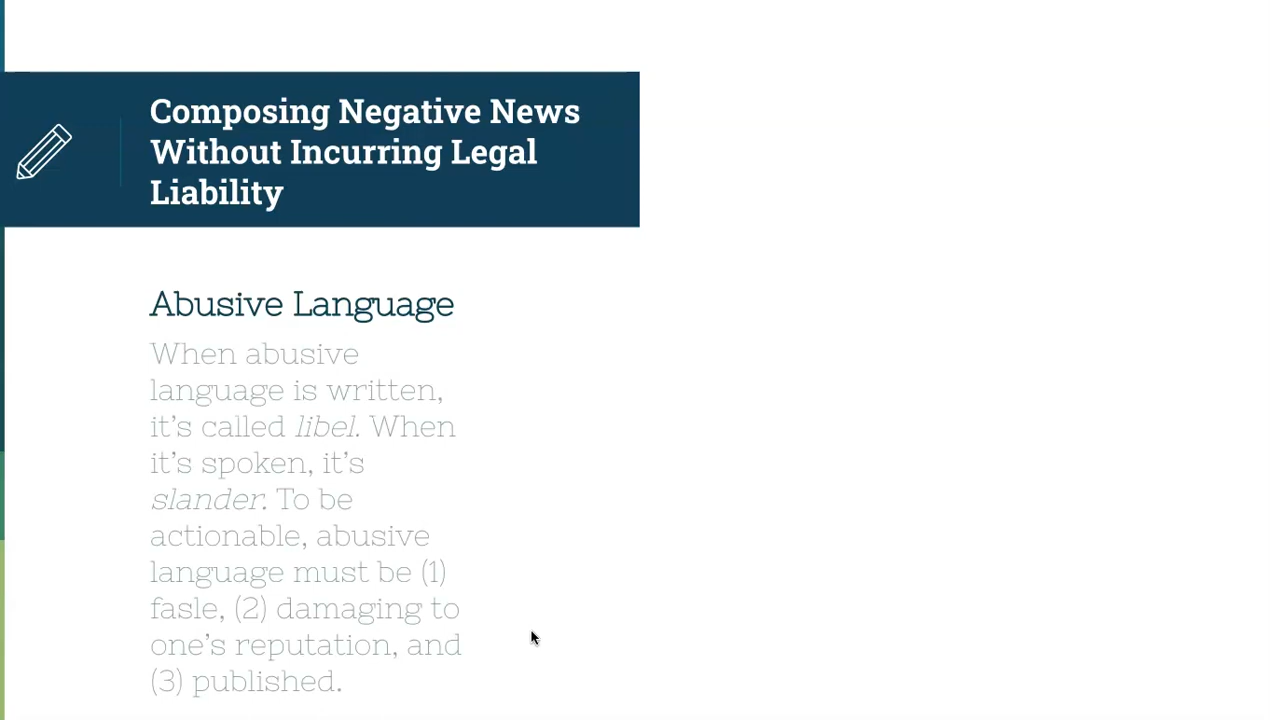 Composing Negative News
Without Incurring Legal
Liability
Abusive Language
When abusive
language is written,
it's called libel. When
it's spoken, it's
slander. To be
actionable, abusive
language must be (1)
fasle, (2) damaging to
one's reputation, and
(3) published.